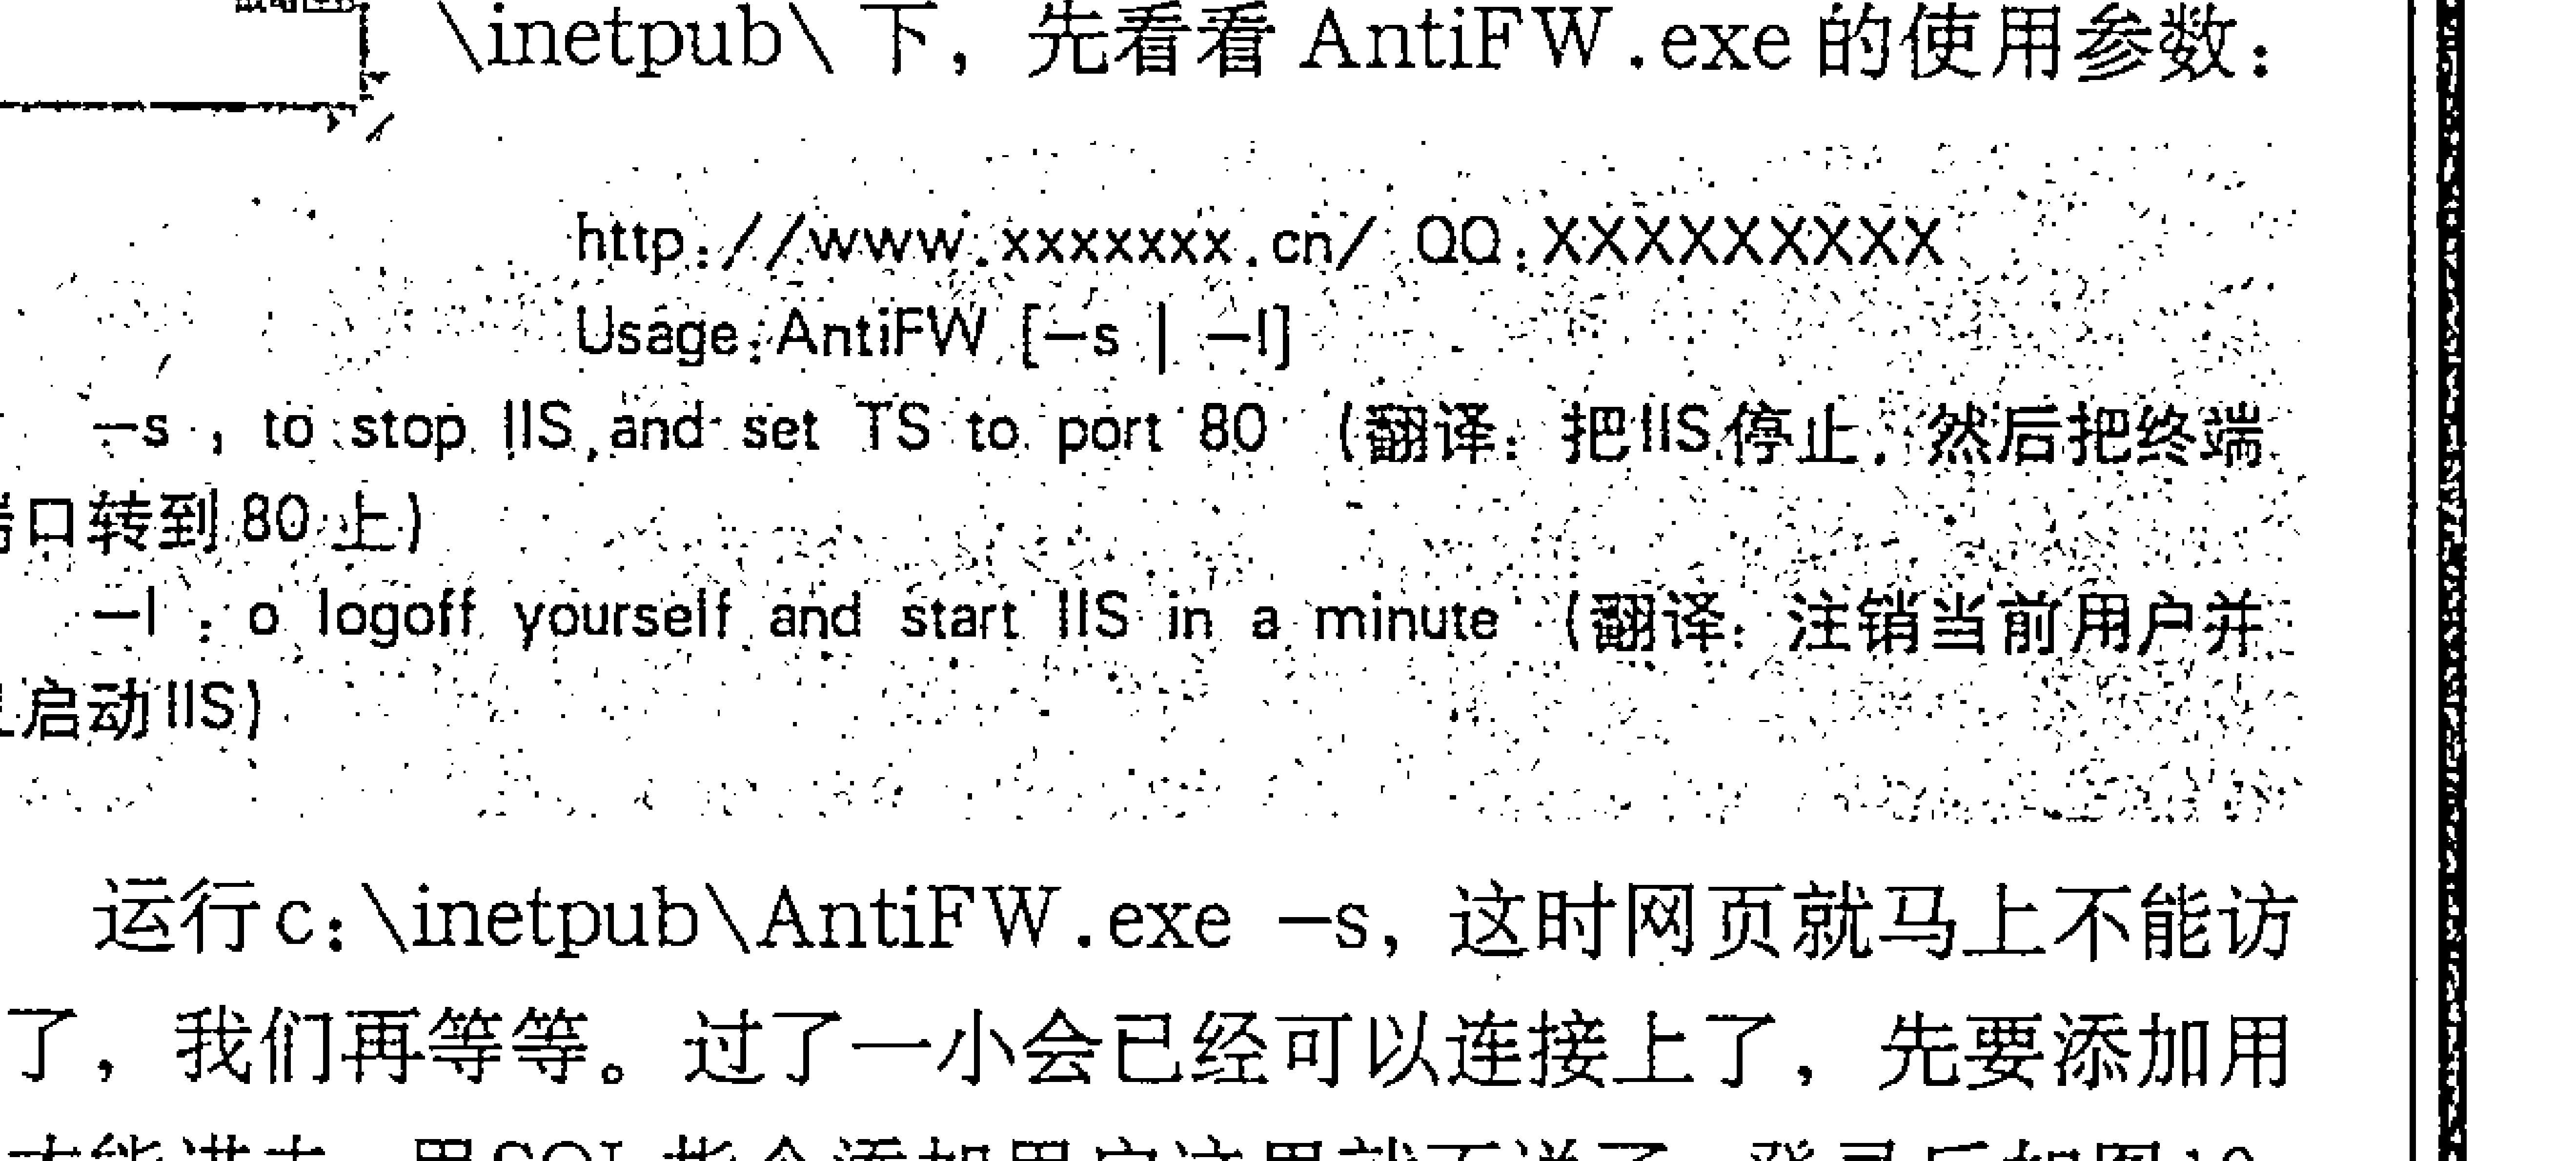 \inetpub\ 下，先看看 AntiFW.exe 的使用参数：
http://www.xxxxxxx.cn/ QQ:XXXXXXXXX
Usage:AntiFW [—s | —l]
—s , to stop IIS,and set TS to port 80 （翻译：把IIS停止，然后把终端
口转到 80 上）
—l : o logoff yourself and start IIS in a minute （翻译：注销当前用户并
启动IIS）
运行c:\inetpub\AntiFW.exe —s，这时网页就马上不能访
了，我们再等等。过了一小会已经可以连接上了，先要添加用